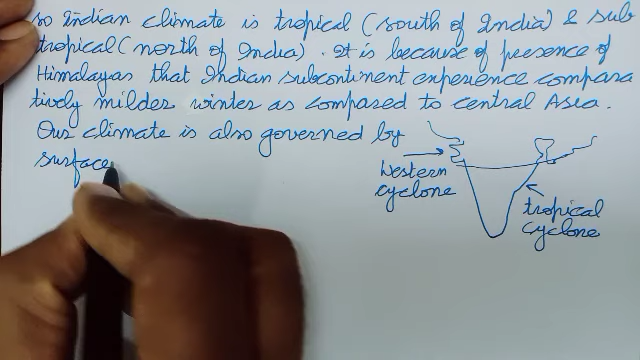 so Indian climate is tropical (south of India) & sub
tropical (north of India). It is because of presence of
Himalayas that Indian subcontinent experience compara
tively milder winter as compared to central Asia.
Our climate is also governed by
surface
Western
cyclone
tropical
cyclone